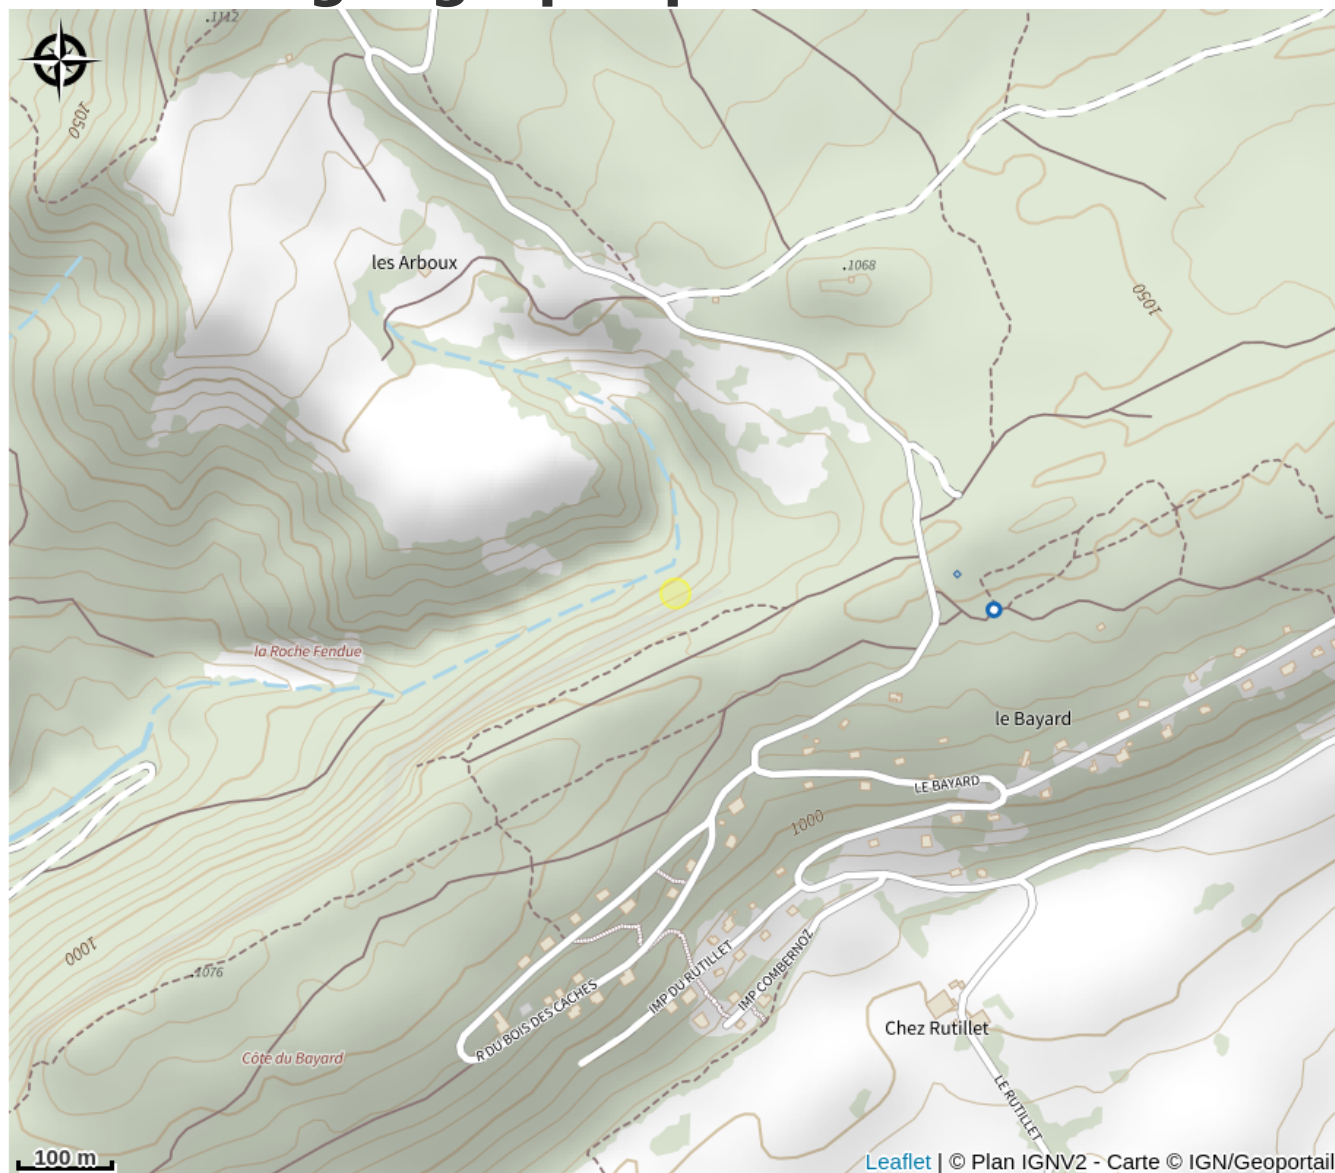 .1112
1050
les Arboux
.1068
1050
la Roche Fendue
le Bayard
LE BAYARD
1000
1000
.1076
IMP DU RUTILLET
IMP COMBERNOZ
R DU BOIS DES CACHES
Chez Rutillet
Côte du Bayard
LE RUTILLET
100 m
Leaflet | © Plan IGNV2 - Carte © IGN/Geoportail